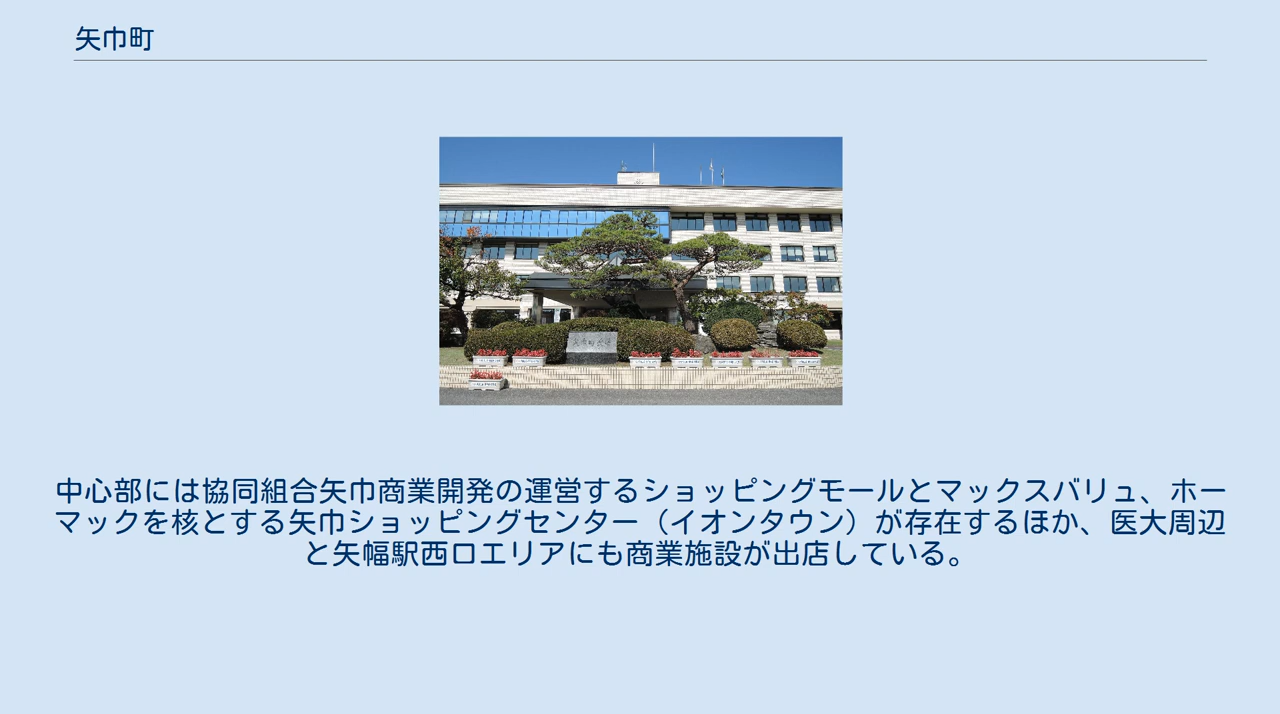 矢巾町
中心部には協同組合矢巾商業開発の運営するショッピングモールとマックスバリュ、ホー
マックを核とする矢巾ショッピングセンター（イオンタウン）が存在するほか、医大周辺
と矢幅駅西口エリアにも商業施設が出店している。